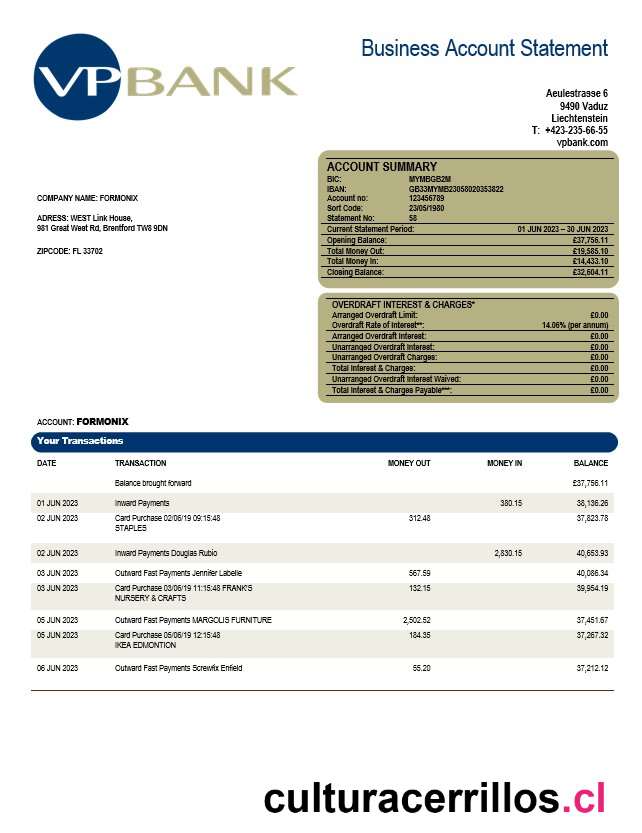 VPBANK
Business Account Statement
Aeulestrasse 6
9490 Vaduz
Liechtenstein
T: +423-235-66-55
vpbank.com
ACCOUNT SUMMARY
BIC: MYMBGB2M
IBAN: GB33MYMB23058020353822
Account no: 123456789
Sort Code: 23/05/1980
Statement No: 58
Current Statement Period: 01 JUN 2023 – 30 JUN 2023
Opening Balance: £37,756.11
Total Money Out: £19,585.10
Total Money In: £14,433.10
Closing Balance: £32,604.11
COMPANY NAME: FORMONIX
ADRESS: WEST Link House,
981 Great West Rd, Brentford TW8 9DN
ZIPCODE: FL 33702
OVERDRAFT INTEREST & CHARGES*
Arranged Overdraft Limit: £0.00
Overdraft Rate of Interest**: 14.06% (per annum)
Arranged Overdraft Interest: £0.00
Unarranged Overdraft Interest: £0.00
Unarranged Overdraft Charges: £0.00
Total Interest & Charges: £0.00
Unarranged Overdraft Interest Waived: £0.00
Total Interest & Charges Payable***: £0.00
ACCOUNT: FORMONIX
Your Transactions
DATE TRANSACTION MONEY OUT MONEY IN BALANCE
Balance brought forward £37,756.11
01 JUN 2023 Inward Payments 380.15 38,136.26
02 JUN 2023 Card Purchase 02/06/19 09:15:48 312.48 37,823.78
STAPLES
02 JUN 2023 Inward Payments Douglas Rubio 2,830.15 40,653.93
03 JUN 2023 Outward Fast Payments Jennifer Labelle 567.59 40,086.34
03 JUN 2023 Card Purchase 03/06/19 11:15:48 FRANK'S 132.15 39,954.19
NURSERY & CRAFTS
05 JUN 2023 Outward Fast Payments MARGOLIS FURNITURE 2,502.52 37,451.67
05 JUN 2023 Card Purchase 05/06/19 12:15:48 184.35 37,267.32
IKEA EDMONTION
06 JUN 2023 Outward Fast Payments Screwfix Enfield 55.20 37,212.12
culturacerrillos.cl